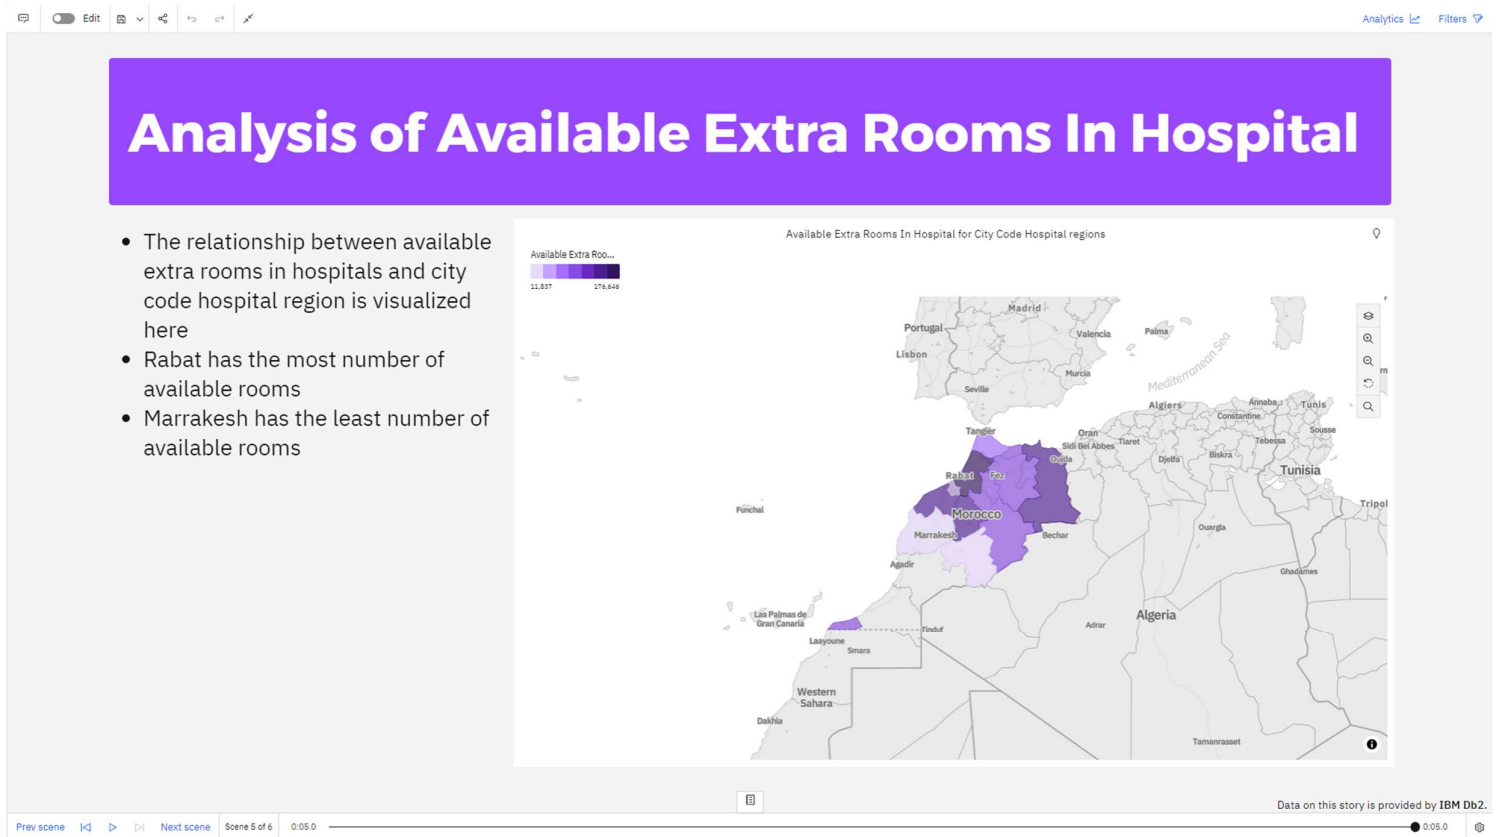 Edit
Analytics
Filters
Analysis of Available Extra Rooms In Hospital
• The relationship between available
extra rooms in hospitals and city
code hospital region is visualized
here
• Rabat has the most number of
available rooms
• Marrakesh has the least number of
available rooms
Available Extra Rooms In Hospital for City Code Hospital regions
Available Extra Roo...
11,837 176,646
Madrid
Portugal
Valencia
Palma
Lisbon
Murcia
Mediterranean Sea
Seville
Algiers
Annaba
Tunis
Constantine
Tangier
Oran
Sousse
Sidi Bel Abbes
Tiaret
Tebessa
Oujda
Djelfa
Biskra
Tunisia
Rabat
Fez
Tripol
Funchal
Morocco
Ouargla
Marrakesh
Bechar
Agadir
Ghadames
Las Palmas de
Gran Canaria
Algeria
Adrar
Tinduf
Laayoune
Smara
Western
Sahara
Dakhla
Tamanrasset
Data on this story is provided by IBM Db2.
Prev scene
Next scene
Scene 5 of 6
0:05.0
0:05.0